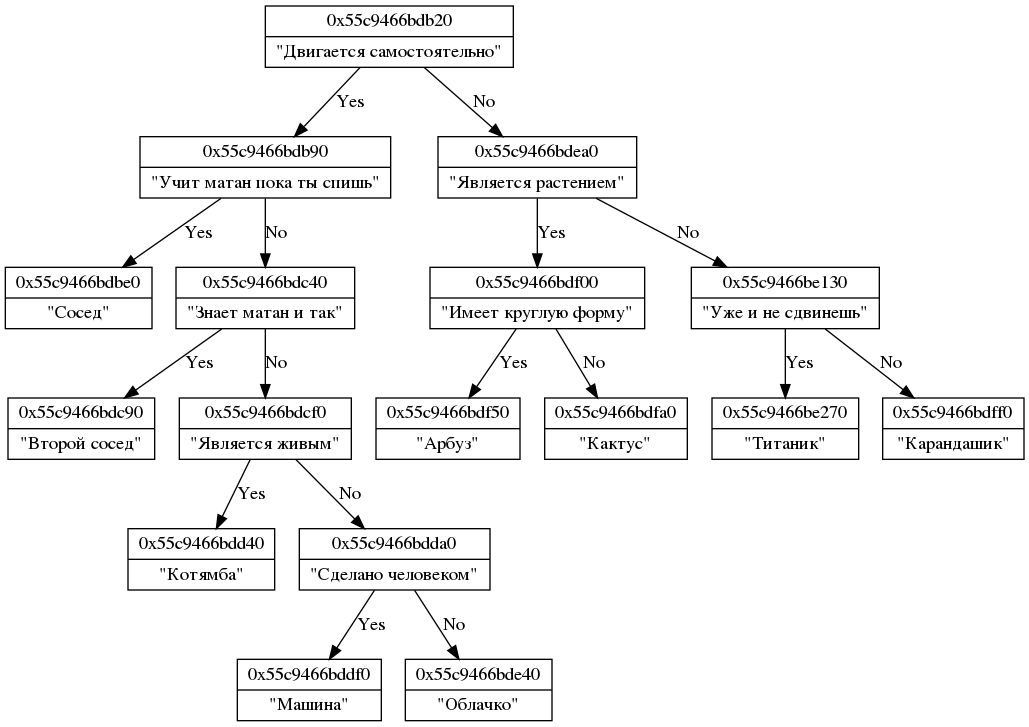 0x55c9466bdb20
"Двигается самостоятельно"
Yes
No
0x55c9466bdb90
"Учит матан пока ты спишь"
0x55c9466bdea0
"Является растением"
Yes
No
Yes
No
0x55c9466bdbe0
"Сосед"
0x55c9466bdc40
"Знает матан и так"
0x55c9466bdf00
"Имеет круглую форму"
0x55c9466be130
"Уже и не сдвинешь"
Yes
No
Yes
No
Yes
No
0x55c9466bdc90
"Второй сосед"
0x55c9466bdcf0
"Является живым"
0x55c9466bdf50
"Арбуз"
0x55c9466bdfa0
"Кактус"
0x55c9466be270
"Титаник"
0x55c9466bdff0
"Карандашик"
Yes
No
0x55c9466bdd40
"Котямба"
0x55c9466bdda0
"Сделано человеком"
Yes
No
0x55c9466bddf0
"Машина"
0x55c9466bde40
"Облачко"